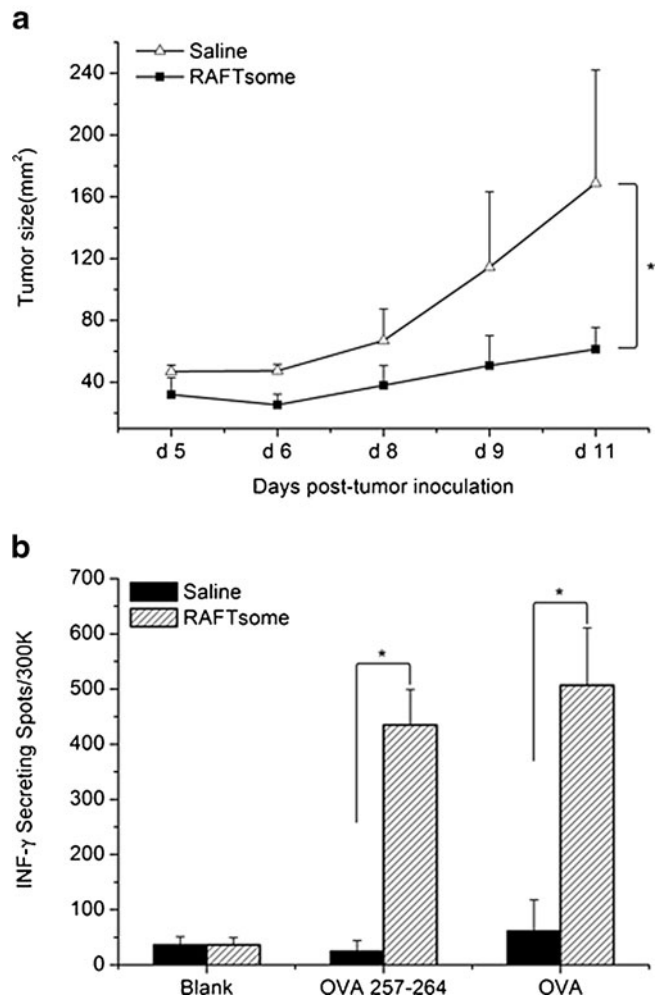 a
Saline
RAFTsome
240
200
160
120
80
40
Tumor size(mm²)
*
d 5 d 6 d 8 d 9 d 11
Days post-tumor inoculation
b
Saline
RAFTsome
700
600
500
400
300
200
100
0
INF-γ Secreting Spots/300K
*
*
Blank OVA 257-264 OVA